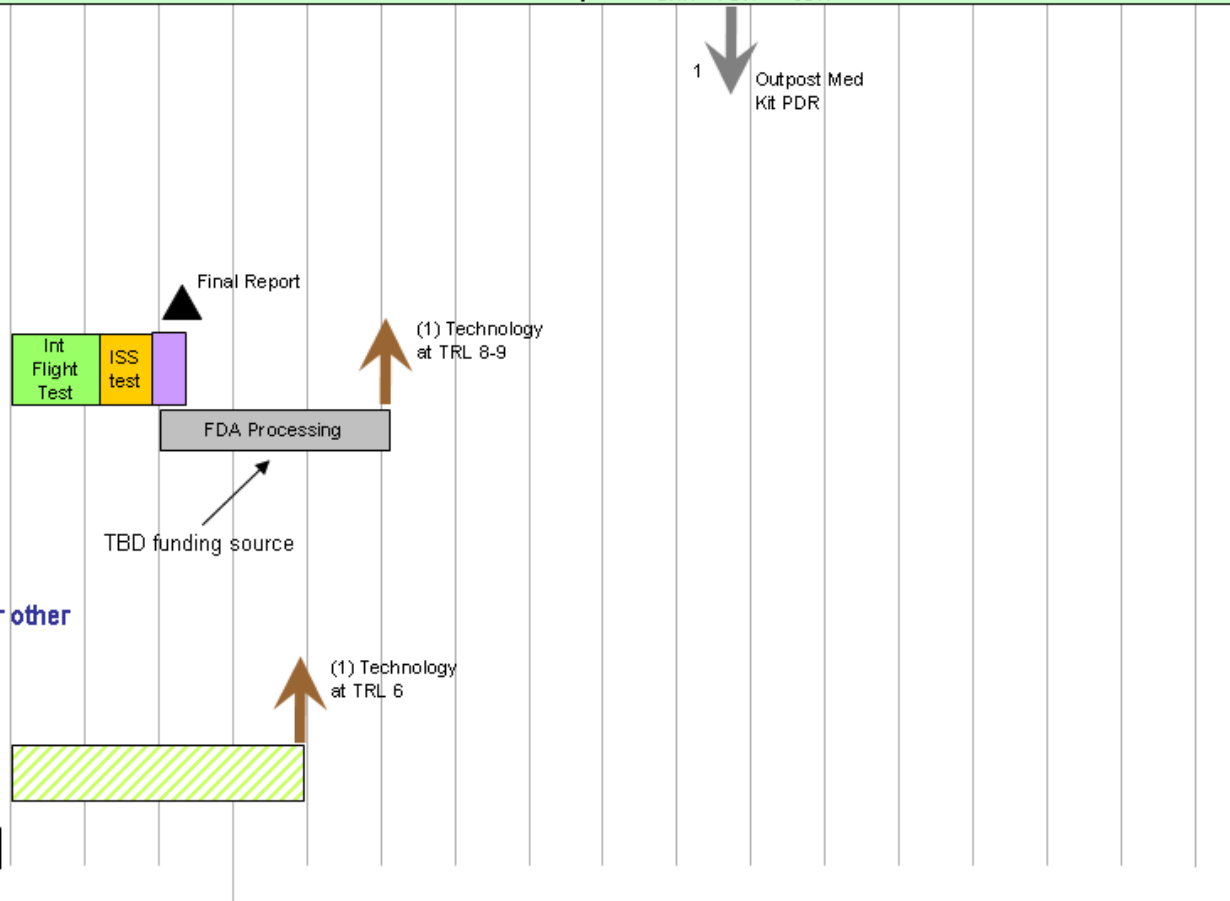 1
Outpost Med
Kit PDR
Final Report
(1) Technology
at TRL 8-9
Int
Flight
Test
ISS
test
FDA Processing
TBD funding source
other
(1) Technology
at TRL 6